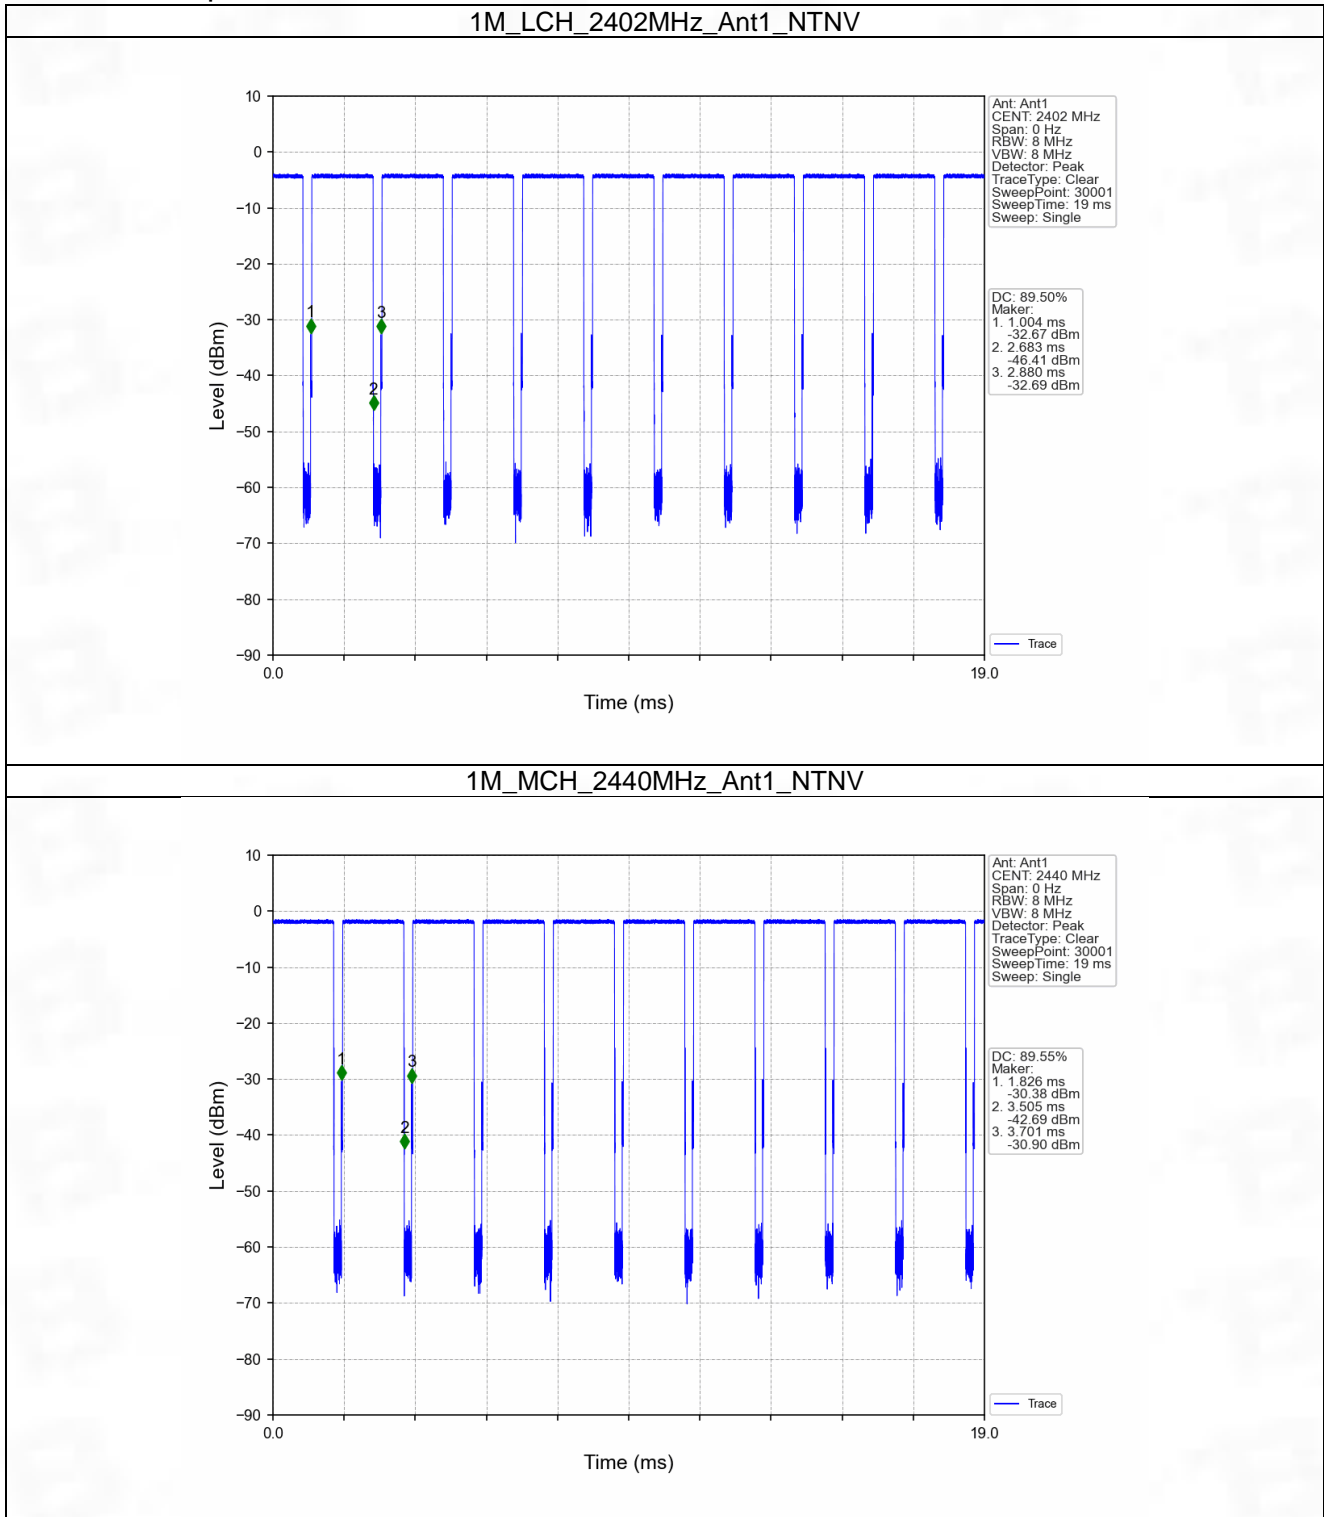 1M_LCH_2402MHz_Ant1_NTNV
10
0
−10
−20
−30
−40
−50
−60
−70
−80
−90
Level (dBm)
1
2
3
0.0
19.0
Time (ms)
Ant: Ant1
CENT: 2402 MHz
Span: 0 Hz
RBW: 8 MHz
VBW: 8 MHz
Detector: Peak
TraceType: Clear
SweepPoint: 30001
SweepTime: 19 ms
Sweep: Single
DC: 89.50%
Maker:
1. 1.004 ms
-32.67 dBm
2. 2.683 ms
-46.41 dBm
3. 2.880 ms
-32.69 dBm
Trace
1M_MCH_2440MHz_Ant1_NTNV
10
0
−10
−20
−30
−40
−50
−60
−70
−80
−90
Level (dBm)
1
2
3
0.0
19.0
Time (ms)
Ant: Ant1
CENT: 2440 MHz
Span: 0 Hz
RBW: 8 MHz
VBW: 8 MHz
Detector: Peak
TraceType: Clear
SweepPoint: 30001
SweepTime: 19 ms
Sweep: Single
DC: 89.55%
Maker:
1. 1.826 ms
-30.38 dBm
2. 3.505 ms
-42.69 dBm
3. 3.701 ms
-30.90 dBm
Trace